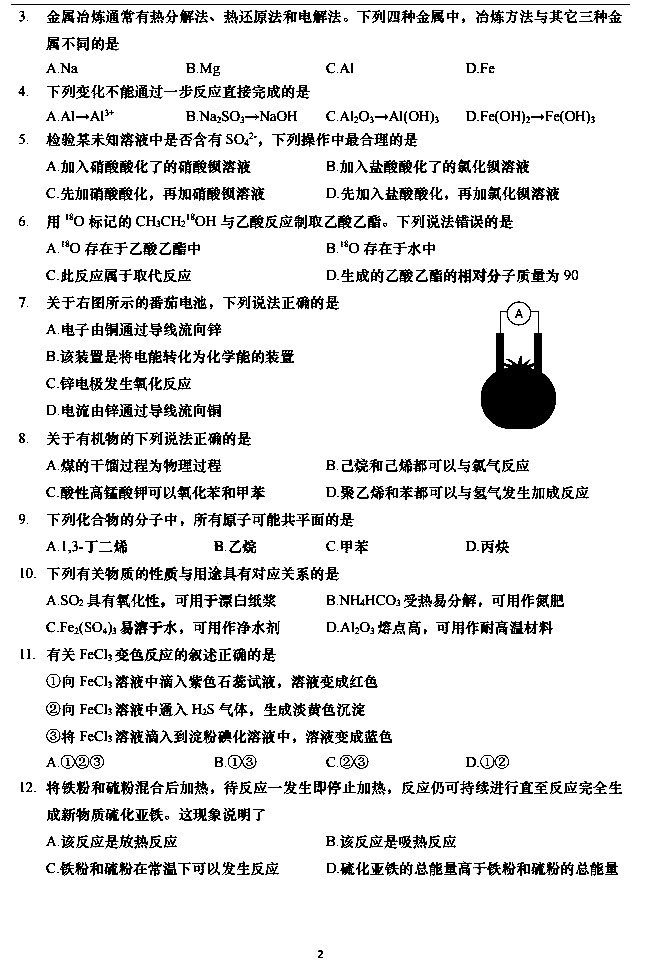 3. 金属冶炼通常有热分解法、热还原法和电解法。下列四种金属中，冶炼方法与其它三种金
属不同的是
A.Na B.Mg C.Al D.Fe
4. 下列变化不能通过一步反应直接完成的是
A.Al→Al³⁺ B.Na₂SO₃→NaOH C.Al₂O₃→Al(OH)₃ D.Fe(OH)₂→Fe(OH)₃
5. 检验某未知溶液中是否含有 SO₄²⁻，下列操作中最合理的是
A.加入硝酸酸化了的硝酸钡溶液 B.加入盐酸酸化了的氯化钡溶液
C.先加硝酸酸化，再加硝酸钡溶液 D.先加入盐酸酸化，再加氯化钡溶液
6. 用 ¹⁸O 标记的 CH₃CH₂¹⁸OH 与乙酸反应制取乙酸乙酯。下列说法错误的是
A.¹⁸O 存在于乙酸乙酯中 B.¹⁸O 存在于水中
C.此反应属于取代反应 D.生成的乙酸乙酯的相对分子质量为 90
7. 关于右图所示的番茄电池，下列说法正确的是
A.电子由铜通过导线流向锌
A
B.该装置是将电能转化为化学能的装置
C.锌电极发生氧化反应
D.电流由锌通过导线流向铜
8. 关于有机物的下列说法正确的是
A.煤的干馏过程为物理过程 B.己烷和己烯都可以与氯气反应
C.酸性高锰酸钾可以氧化苯和甲苯 D.聚乙烯和苯都可以与氢气发生加成反应
9. 下列化合物的分子中，所有原子可能共平面的是
A.1,3-丁二烯 B.乙烷 C.甲苯 D.丙炔
10. 下列有关物质的性质与用途具有对应关系的是
A.SO₂ 具有氧化性，可用于漂白纸浆 B.NH₄HCO₃ 受热易分解，可用作氮肥
C.Fe₂(SO₄)₃ 易溶于水，可用作净水剂 D.Al₂O₃ 熔点高，可用作耐高温材料
11. 有关 FeCl₃ 变色反应的叙述正确的是
①向 FeCl₃ 溶液中滴入紫色石蕊试液，溶液变成红色
②向 FeCl₃ 溶液中通入 H₂S 气体，生成淡黄色沉淀
③将 FeCl₃ 溶液滴入到淀粉碘化溶液中，溶液变成蓝色
A.①②③ B.①③ C.②③ D.①②
12. 将铁粉和硫粉混合后加热，待反应一发生即停止加热，反应仍可持续进行直至反应完全生
成新物质硫化亚铁。这现象说明了
A.该反应是放热反应 B.该反应是吸热反应
C.铁粉和硫粉在常温下可以发生反应 D.硫化亚铁的总能量高于铁粉和硫粉的总能量
2